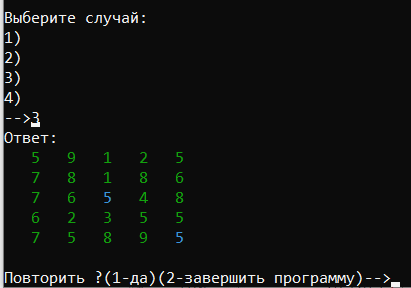 Выберите случай:
1)
2)
3)
4)
-->3
Ответ:
5 9 1 2 5
7 8 1 8 6
7 6 5 4 8
6 2 3 5 5
7 5 8 9 5
Повторить ?(1-да)(2-завершить программу)-->